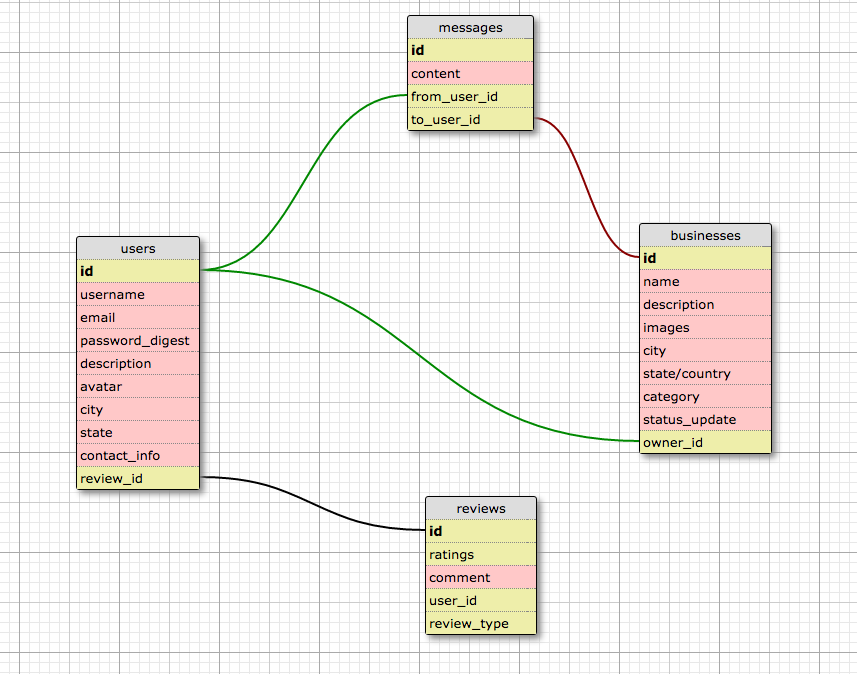 messages
id
content
from_user_id
to_user_id
users
id
username
email
password_digest
description
avatar
city
state
contact_info
review_id
businesses
id
name
description
images
city
state/country
category
status_update
owner_id
reviews
id
ratings
comment
user_id
review_type